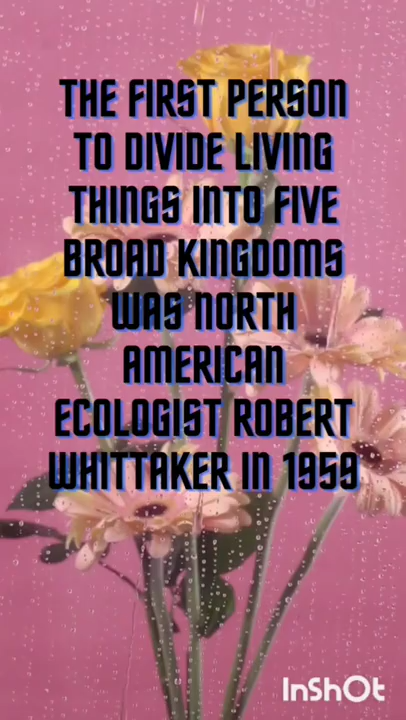 THE FIRST PERSON
TO DIVIDE LIVING
THINGS INTO FIVE
BROAD KINGDOMS
WAS NORTH
AMERICAN
ECOLOGIST ROBERT
WHITTAKER IN 1959
InShOt